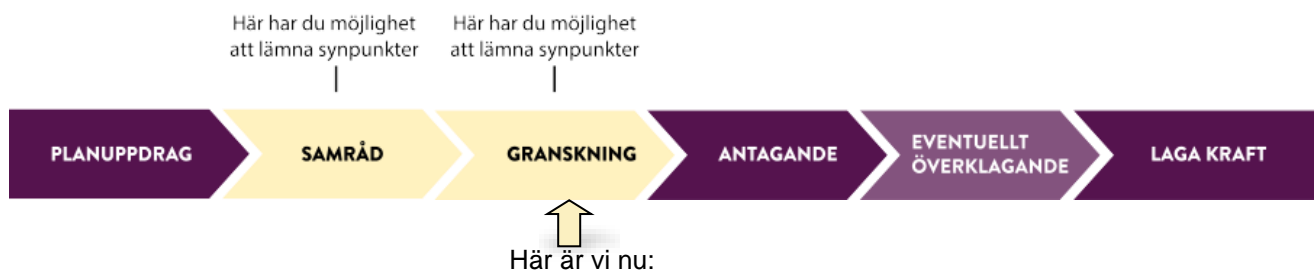 Här har du möjlighet
att lämna synpunkter
Här har du möjlighet
att lämna synpunkter
PLANUPPDRAG
SAMRÅD
GRANSKNING
ANTAGANDE
EVENTUELLT
ÖVERKLAGANDE
LAGA KRAFT
Här är vi nu: